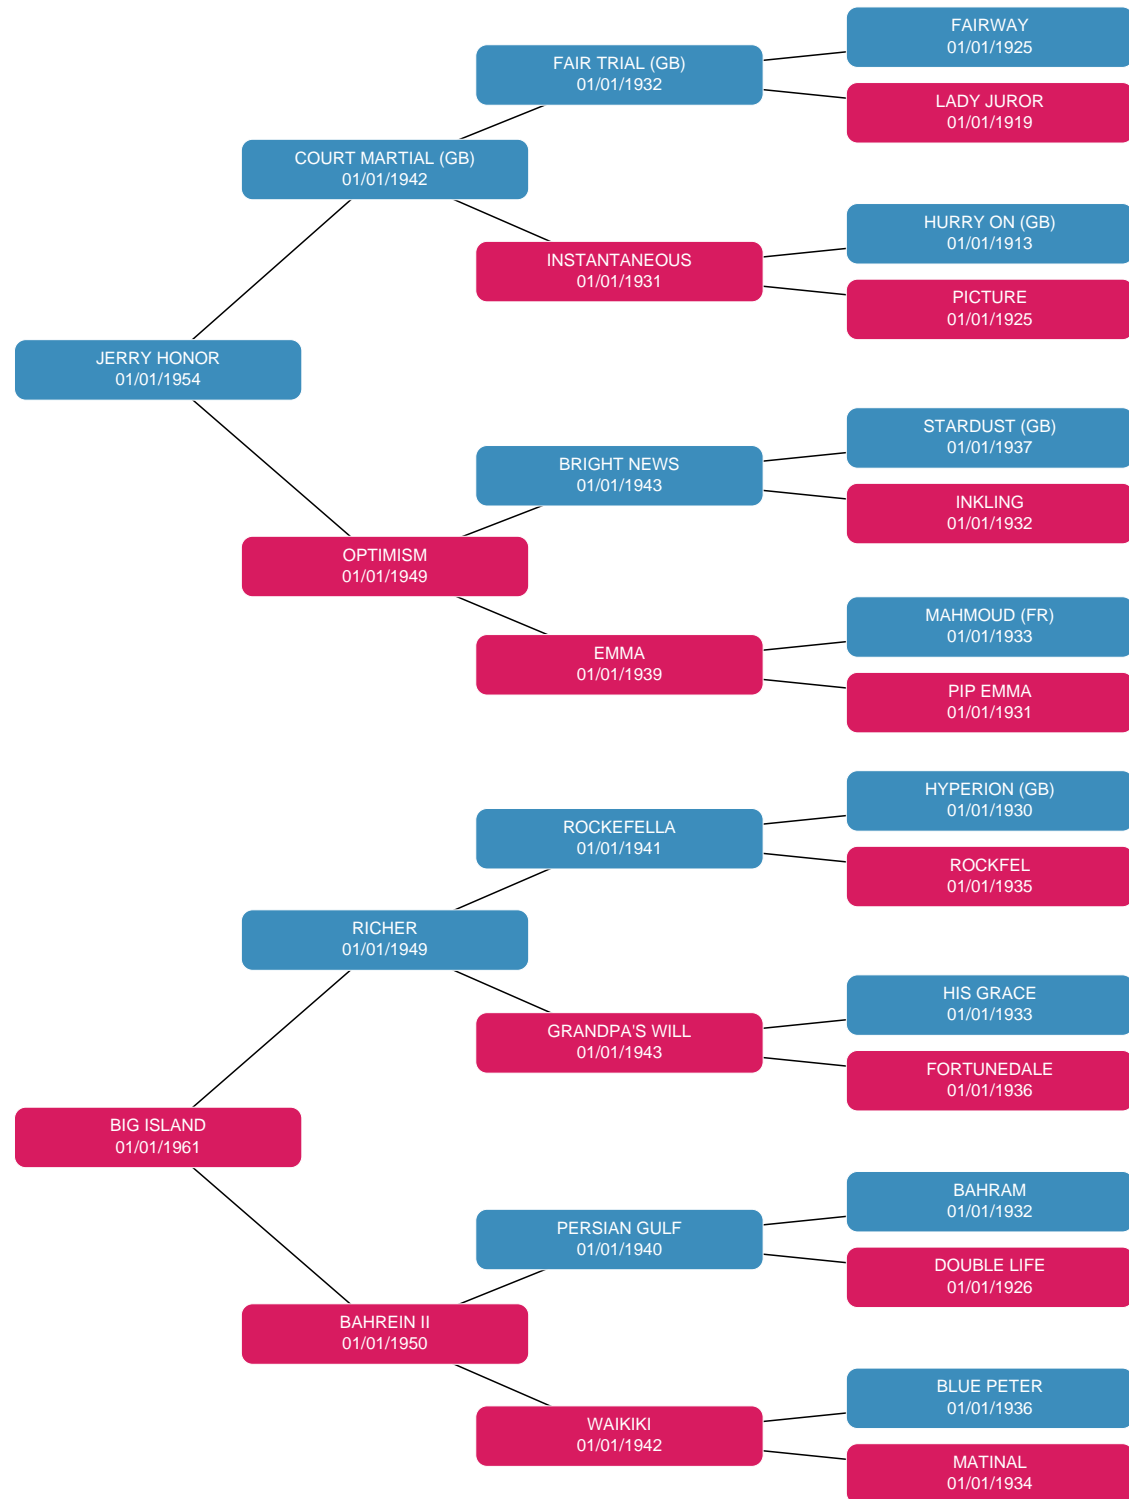 FAIRWAY
01/01/1925
FAIR TRIAL (GB)
01/01/1932
LADY JUROR
01/01/1919
COURT MARTIAL (GB)
01/01/1942
HURRY ON (GB)
01/01/1913
INSTANTANEOUS
01/01/1931
PICTURE
01/01/1925
JERRY HONOR
01/01/1954
STARDUST (GB)
01/01/1937
BRIGHT NEWS
01/01/1943
INKLING
01/01/1932
OPTIMISM
01/01/1949
MAHMOUD (FR)
01/01/1933
EMMA
01/01/1939
PIP EMMA
01/01/1931
HYPERION (GB)
01/01/1930
ROCKEFELLA
01/01/1941
ROCKFEL
01/01/1935
RICHER
01/01/1949
HIS GRACE
01/01/1933
GRANDPA'S WILL
01/01/1943
FORTUNEDALE
01/01/1936
BIG ISLAND
01/01/1961
BAHRAM
01/01/1932
PERSIAN GULF
01/01/1940
DOUBLE LIFE
01/01/1926
BAHREIN II
01/01/1950
BLUE PETER
01/01/1936
WAIKIKI
01/01/1942
MATINAL
01/01/1934